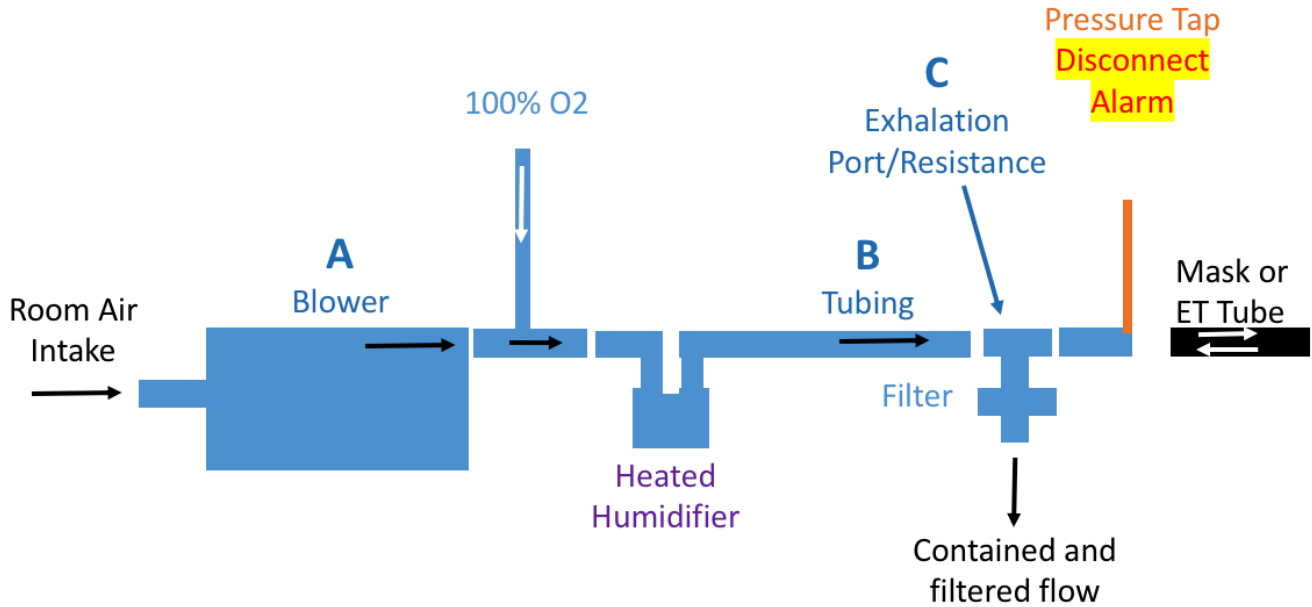 Pressure Tap
Disconnect
Alarm
C
Exhalation
Port/Resistance
100% O2
A
Blower
B
Tubing
Mask or
ET Tube
Room Air
Intake
Filter
Heated
Humidifier
Contained and
filtered flow